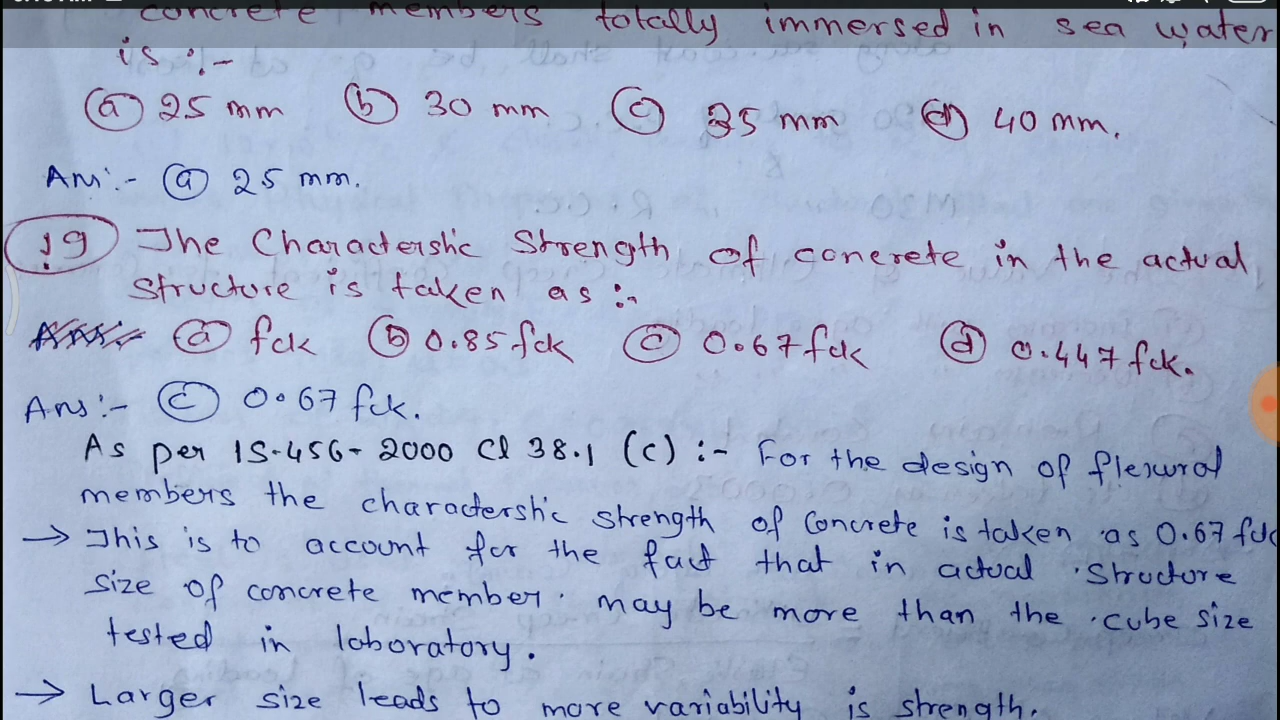 concrete members totally immersed in sea water
is :-
(a) 25 mm (b) 30 mm (c) 35 mm (d) 40 mm.
Ans :- (a) 25 mm.
19 The Characterstic Strength of concrete in the actual
structure is taken as :-
(a) fck (b) 0.85 fck (c) 0.67 fck (d) 0.447 fck.
Ans :- (c) 0.67 fck.
As per IS-456-2000 Cl 38.1 (c) :- For the design of flexural
members the characterstic strength of concrete is taken as 0.67 fck
→ This is to account for the fact that in actual structure
size of concrete member may be more than the cube size
tested in laboratory.
→ Larger size leads to more variability is strength.